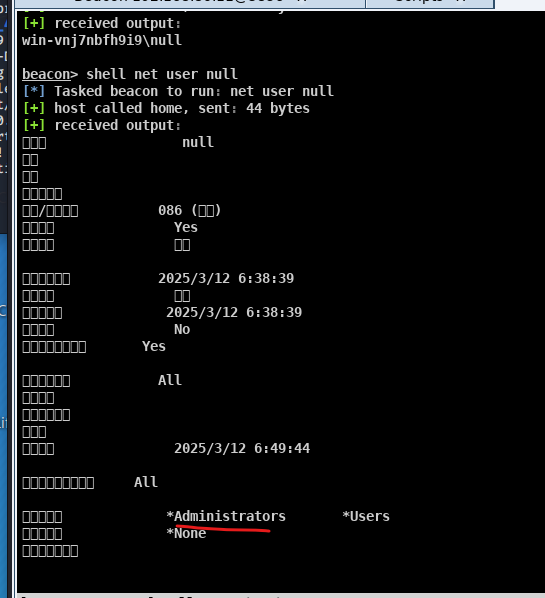 [+] received output:
win-vnj7nbfh9i9\null
beacon> shell net user null
[*] Tasked beacon to run: net user null
[+] host called home, sent: 44 bytes
[+] received output:
□□□ null
□□
□□
□□□□□
□□/□□□□ 086 (□□)
□□□□ Yes
□□□□ □□
□□□□□□ 2025/3/12 6:38:39
□□□□ □□
□□□□□ 2025/3/12 6:38:39
□□□□ No
□□□□□□□□ Yes
□□□□□□ All
□□□□
□□□□□□
□□□
□□□□ 2025/3/12 6:49:44
□□□□□□□□□ All
□□□□□ *Administrators *Users
□□□□□ *None
□□□□□□□